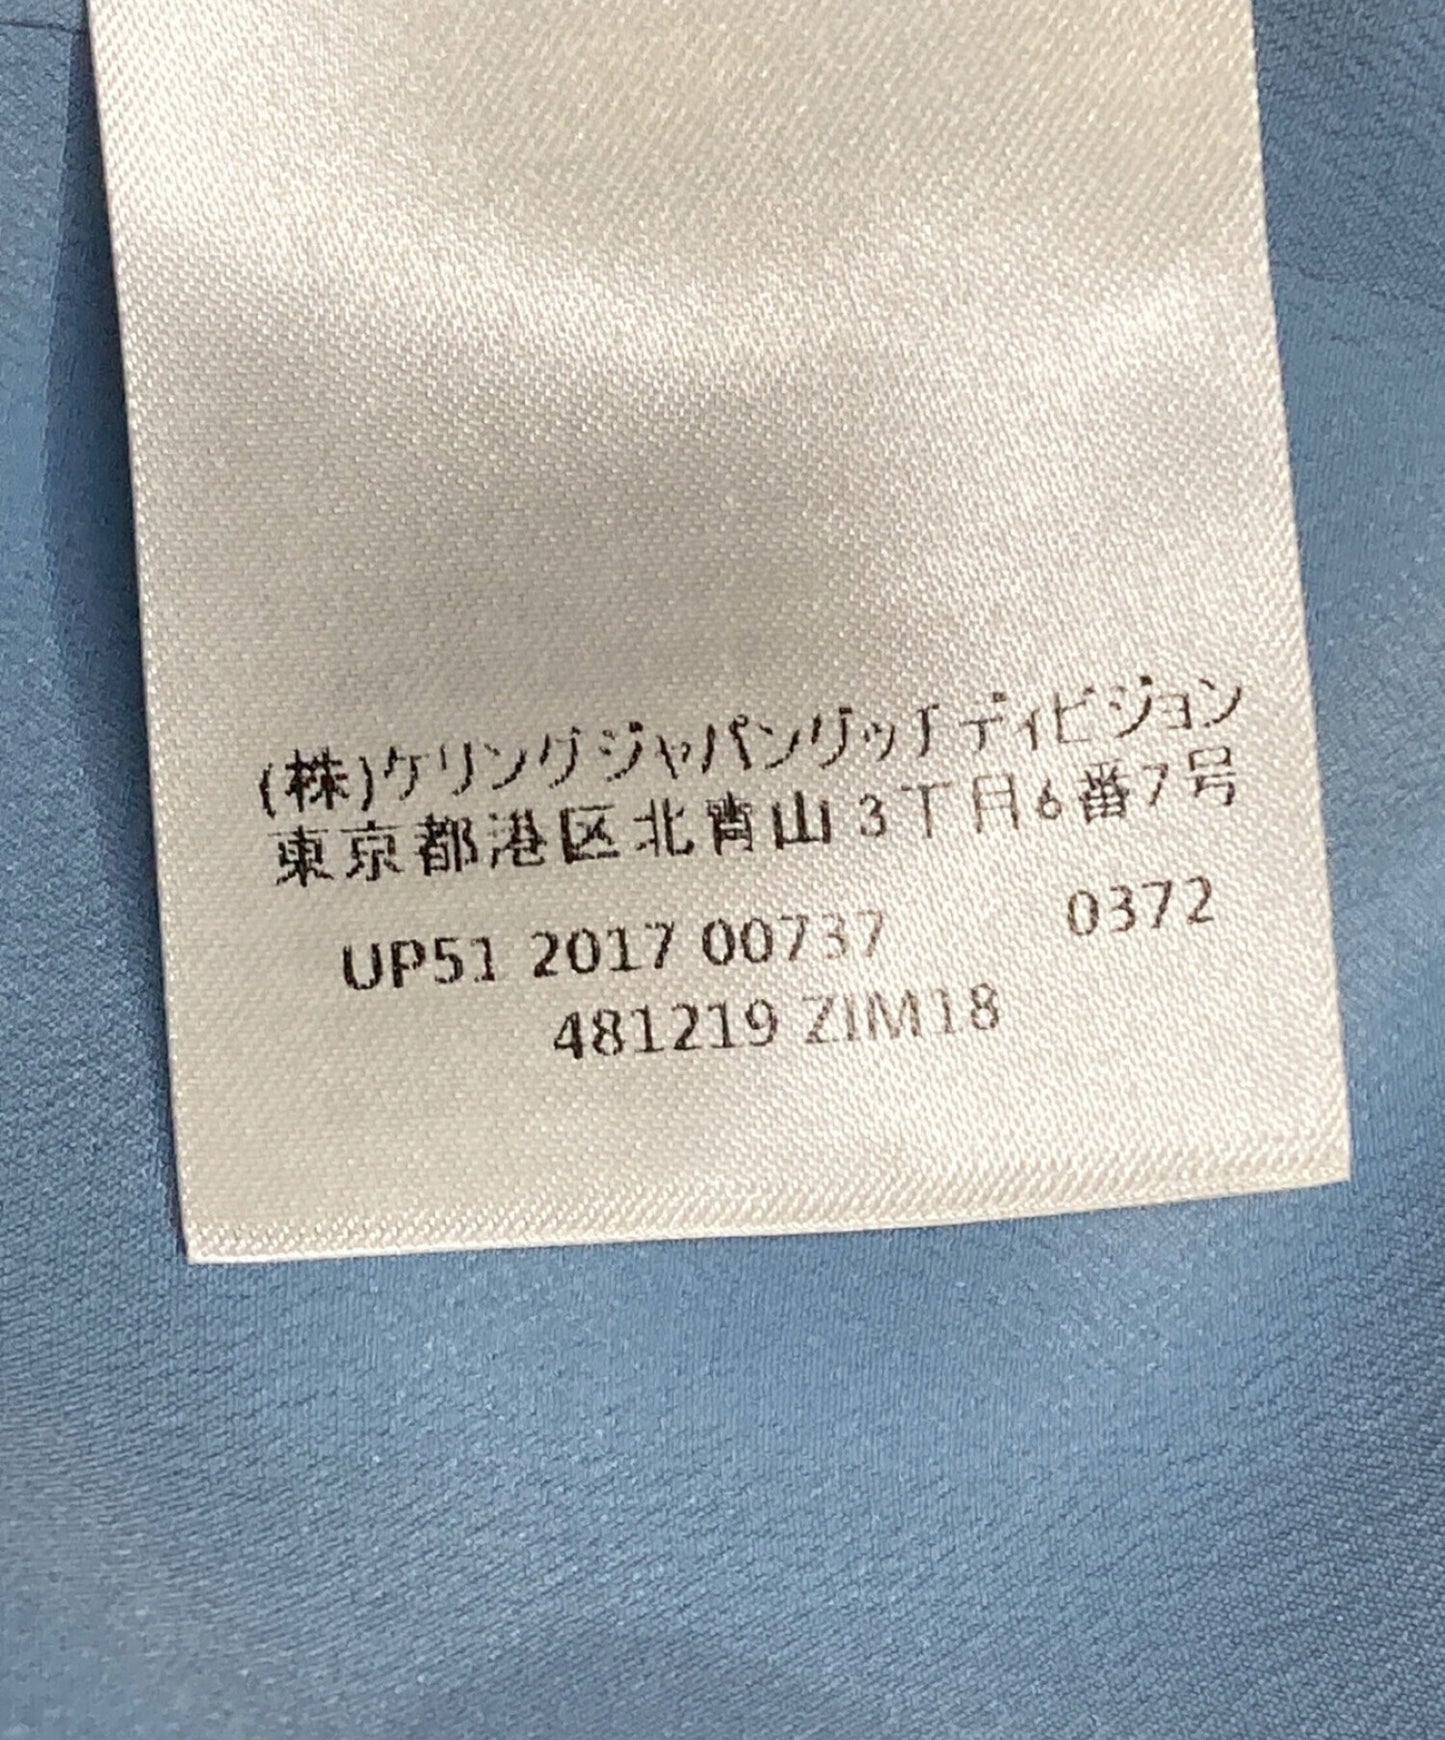 (株)ケリングジャパングッチディビジョン
東京都港区北青山3丁目6番7号
UP51 2017 00737 0372
481219 ZIM18